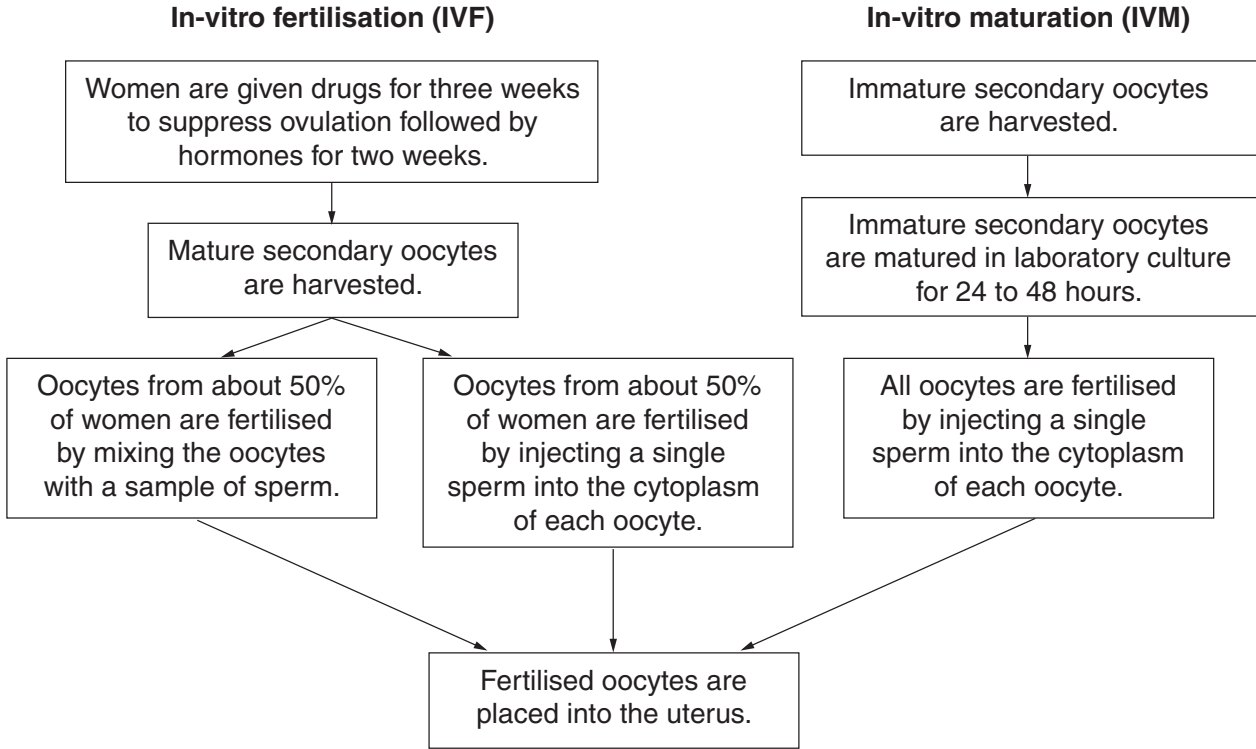 In-vitro fertilisation (IVF)
Women are given drugs for three weeks
to suppress ovulation followed by
hormones for two weeks.
Mature secondary oocytes
are harvested.
Oocytes from about 50%
of women are fertilised
by mixing the oocytes
with a sample of sperm.
Oocytes from about 50%
of women are fertilised
by injecting a single
sperm into the cytoplasm
of each oocyte.
In-vitro maturation (IVM)
Immature secondary oocytes
are harvested.
Immature secondary oocytes
are matured in laboratory culture
for 24 to 48 hours.
All oocytes are fertilised
by injecting a single
sperm into the cytoplasm
of each oocyte.
Fertilised oocytes are
placed into the uterus.